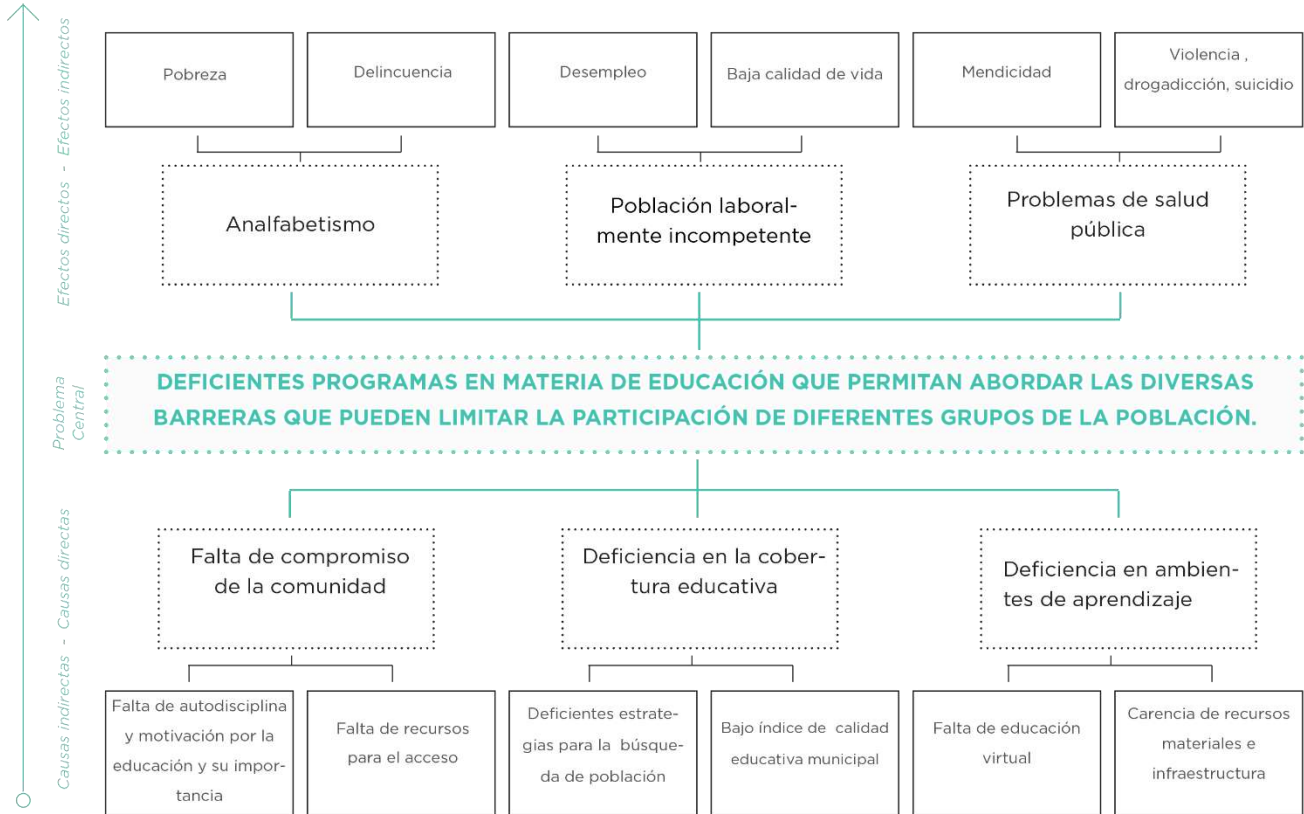 Efectos directos - Efectos indirectos
Pobreza
Delincuencia
Desempleo
Baja calidad de vida
Mendicidad
Violencia ,
drogadicción, suicidio
Analfabetismo
Población laboral-
mente incompetente
Problemas de salud
pública
Problema
Central
DEFICIENTES PROGRAMAS EN MATERIA DE EDUCACIÓN QUE PERMITAN ABORDAR LAS DIVERSAS
BARRERAS QUE PUEDEN LIMITAR LA PARTICIPACIÓN DE DIFERENTES GRUPOS DE LA POBLACIÓN.
Causas indirectas - Causas directas
Falta de compromiso
de la comunidad
Deficiencia en la cober-
tura educativa
Deficiencia en ambien-
tes de aprendizaje
Falta de autodisciplina
y motivación por la
educación y su impor-
tancia
Falta de recursos
para el acceso
Deficientes estrate-
gias para la búsque-
da de población
Bajo índice de calidad
educativa municipal
Falta de educación
virtual
Carencia de recursos
materiales e
infraestructura